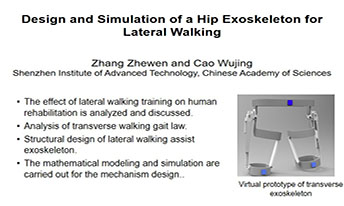 Design and Simulation of a Hip Exoskeleton for
Lateral Walking
Zhang Zhewen and Cao Wujing
Shenzhen Institute of Advanced Technology, Chinese Academy of Sciences
• The effect of lateral walking training on human
rehabilitation is analyzed and discussed.
• Analysis of transverse walking gait law.
• Structural design of lateral walking assist
exoskeleton.
• The mathematical modeling and simulation are
carried out for the mechanism design..
Virtual prototype of transverse
exoskeleton